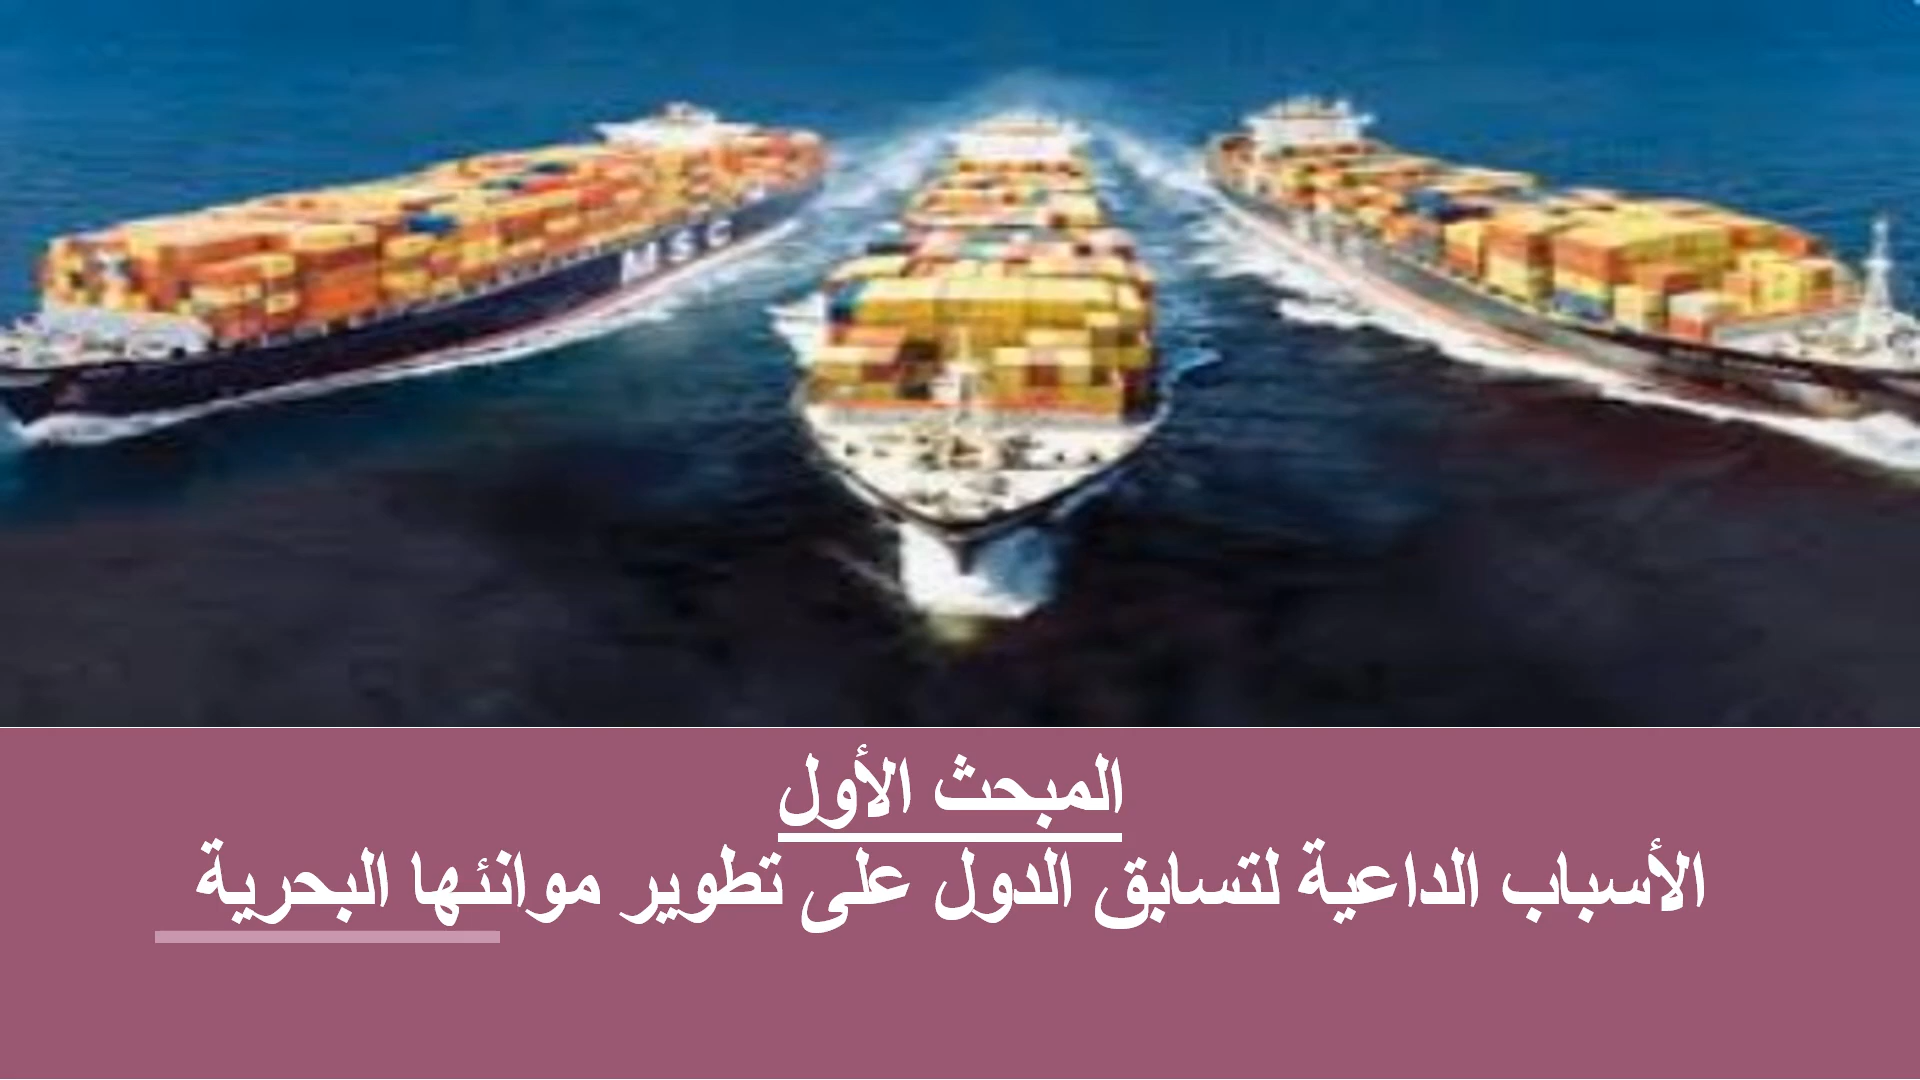 MSC
المبحث الأول
الأسباب الداعية لتسابق الدول على تطوير موانئها البحرية